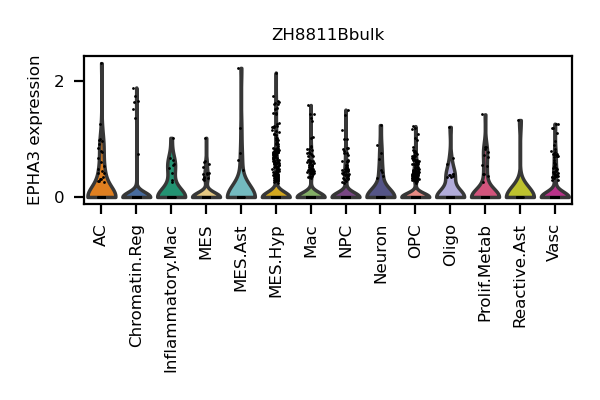 ZH8811Bbulk
EPHA3 expression
2
0
AC
Chromatin.Reg
Inflammatory.Mac
MES
MES.Ast
MES.Hyp
Mac
NPC
Neuron
OPC
Oligo
Prolif.Metab
Reactive.Ast
Vasc